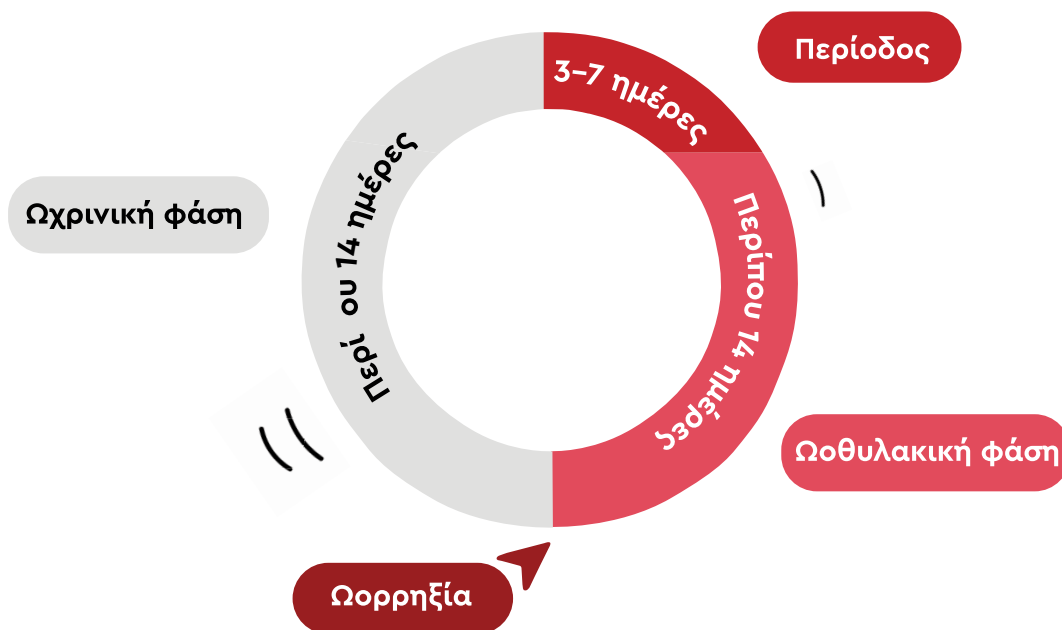 Περίοδος
3–7 ημέρες
Ωχρινική φάση
Περί ου 14 ημέρες
Περίπου 14 ημέρες
Ωοθυλακική φάση
Ωορρηξία